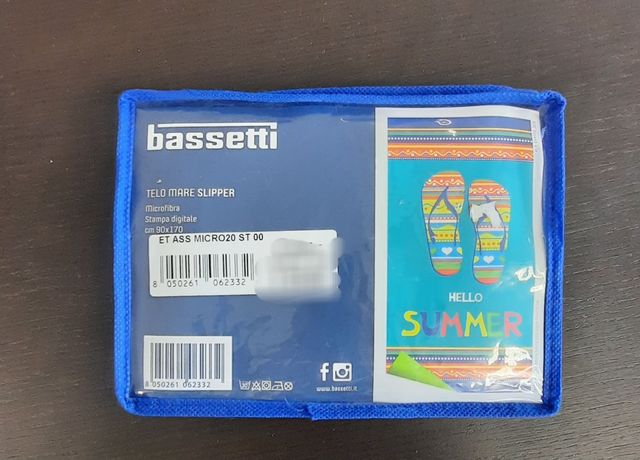 bassetti
TELO MARE SLIPPER
Microfibra
Stampa digitale
cm 90x170
ET ASS MICRO20 ST 00
8 050261 062332
8 050261 062332
www.bassetti.it
HELLO
SUMMER